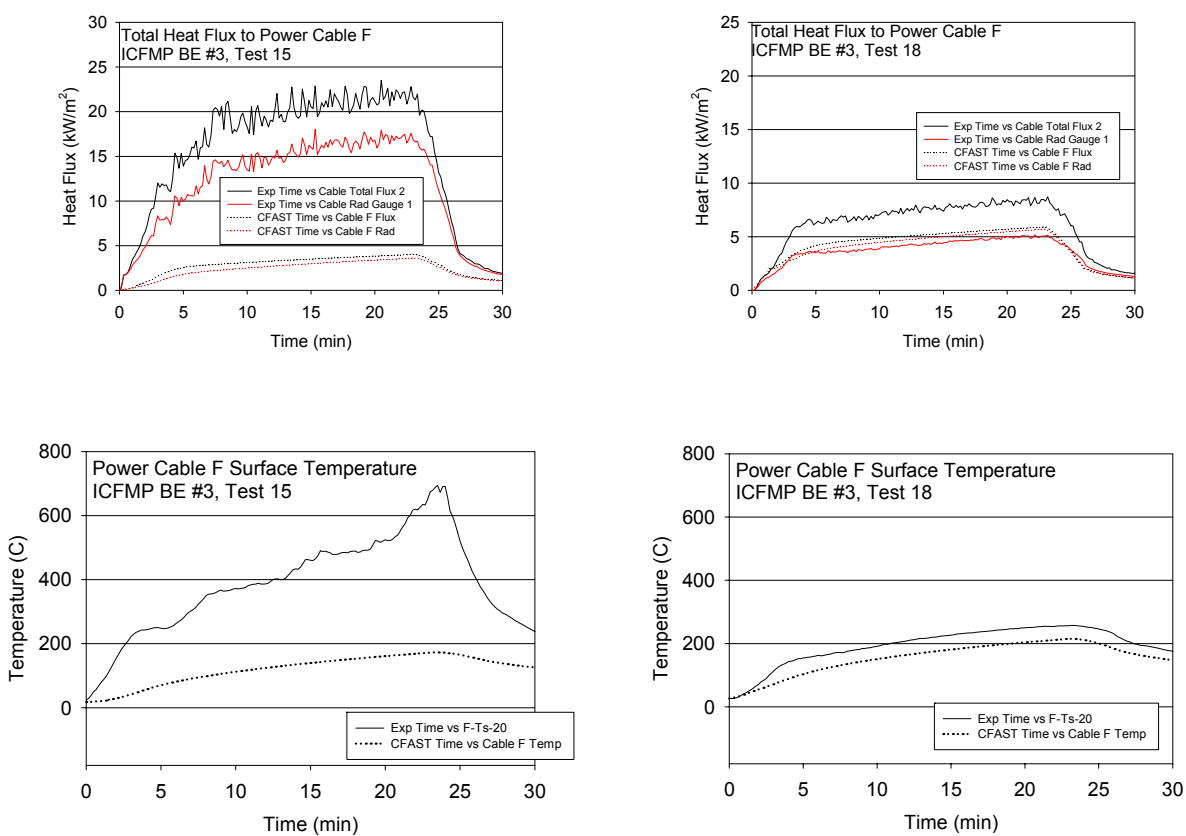 Total Heat Flux to Power Cable F
ICFMP BE #3, Test 15
Heat Flux (kW/m²)
30
25
20
15
10
5
0
Exp Time vs Cable Total Flux 2
Exp Time vs Cable Rad Gauge 1
CFAST Time vs Cable F Flux
CFAST Time vs Cable F Rad
0 5 10 15 20 25 30
Time (min)
Total Heat Flux to Power Cable F
ICFMP BE #3, Test 18
Heat Flux (kW/m²)
25
20
15
10
5
0
Exp Time vs Cable Total Flux 2
Exp Time vs Cable Rad Gauge 1
CFAST Time vs Cable F Flux
CFAST Time vs Cable F Rad
0 5 10 15 20 25 30
Time (min)
Power Cable F Surface Temperature
ICFMP BE #3, Test 15
Temperature (C)
800
600
400
200
0
Exp Time vs F-Ts-20
CFAST Time vs Cable F Temp
0 5 10 15 20 25 30
Time (min)
Power Cable F Surface Temperature
ICFMP BE #3, Test 18
Temperature (C)
800
600
400
200
0
Exp Time vs F-Ts-20
CFAST Time vs Cable F Temp
0 5 10 15 20 25 30
Time (min)